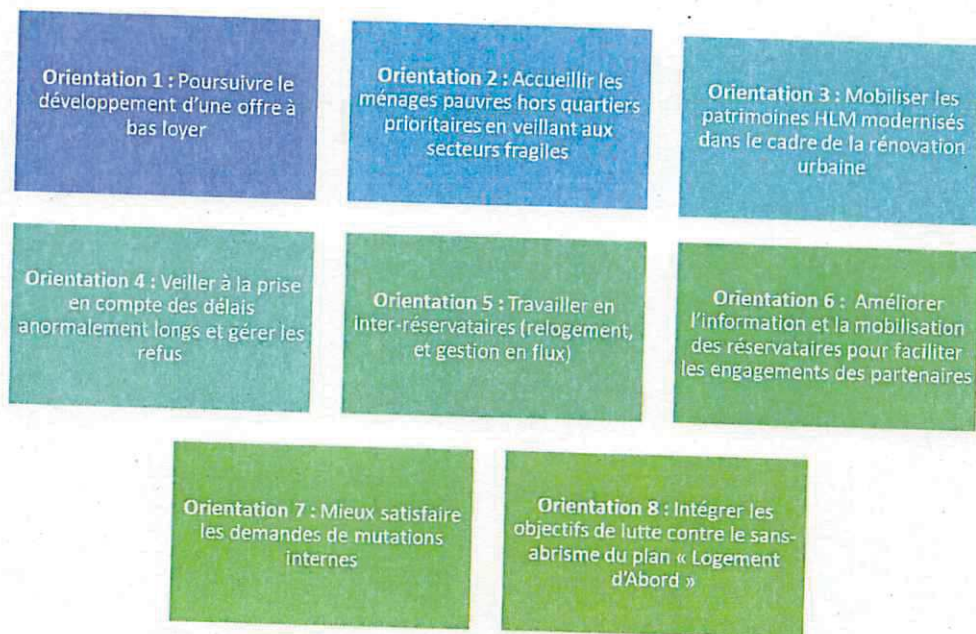 Orientation 1 : Poursuivre le
développement d'une offre à
bas loyer
Orientation 2 : Accueillir les
ménages pauvres hors quartiers
prioritaires en veillant aux
secteurs fragiles
Orientation 3 : Mobiliser les
patrimoines HLM modernisés
dans le cadre de la rénovation
urbaine
Orientation 4 : Veiller à la prise
en compte des délais
anormalement longs et gérer les
refus
Orientation 5 : Travailler en
inter-réservataires (relogement,
et gestion en flux)
Orientation 6 : Améliorer
l'information et la mobilisation
des réservataires pour faciliter
les engagements des partenaires
Orientation 7 : Mieux satisfaire
les demandes de mutations
internes
Orientation 8 : Intégrer les
objectifs de lutte contre le sans-
abrisme du plan « Logement
d'Abord »